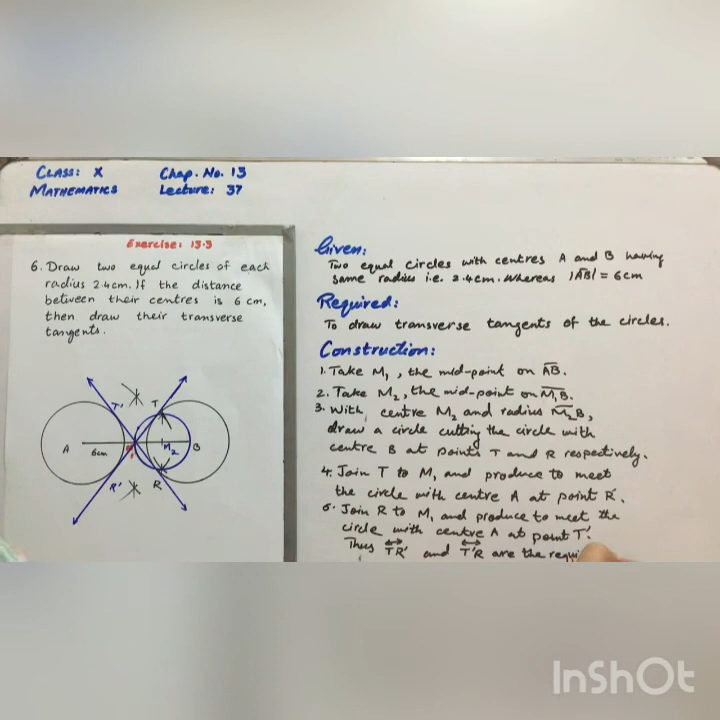 CLASS: X Chap. No. 13
MATHEMATICS Lecture: 37
Exercise: 13.3
6. Draw two equal circles of each
radius 2.4cm. If the distance
between their centres is 6 cm,
then draw their transverse
tangents.
T' T
A 6cm M1 M2 B
R' R
Given:
Two equal circles with centres A and B having
same radius i.e. 2.4cm. Whereas |AB| = 6cm
Required:
To draw transverse tangents of the circles.
Construction:
1. Take M1, the mid-point on AB.
2. Take M2, the mid-point on M1B.
3. With centre M2 and radius M2B,
draw a circle cutting the circle with
centre B at points T and R respectively.
4. Join T to M1 and produce to meet
the circle with centre A at point R'.
5. Join R to M1 and produce to meet the
circle with centre A at point T'.
Thus TR' and T'R are the requi
InShOt